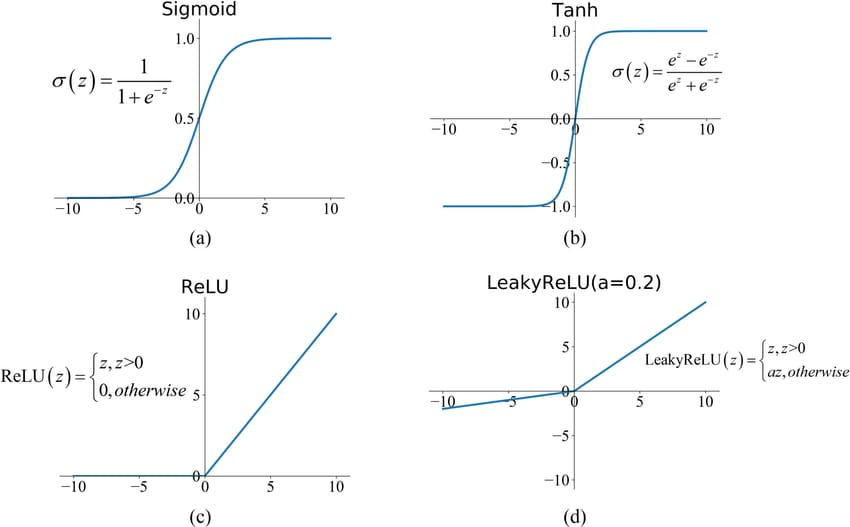 Sigmoid
σ(z) = 1 / (1+e^{−z})
1.0
0.5
0.0
−10 −5 0 5 10
(a)
Tanh
σ(z) = (e^z − e^{−z}) / (e^z + e^{−z})
1.0
0.5
0.0
−10 −5 0 5 10
−0.5
−1.0
(b)
ReLU
ReLU(z) = { z, z>0
0, otherwise
10
5
0
−10 −5 0 5 10
(c)
LeakyReLU(a=0.2)
LeakyReLU(z) = { z, z>0
az, otherwise
10
5
0
−10 −5 0 5 10
−5
−10
(d)